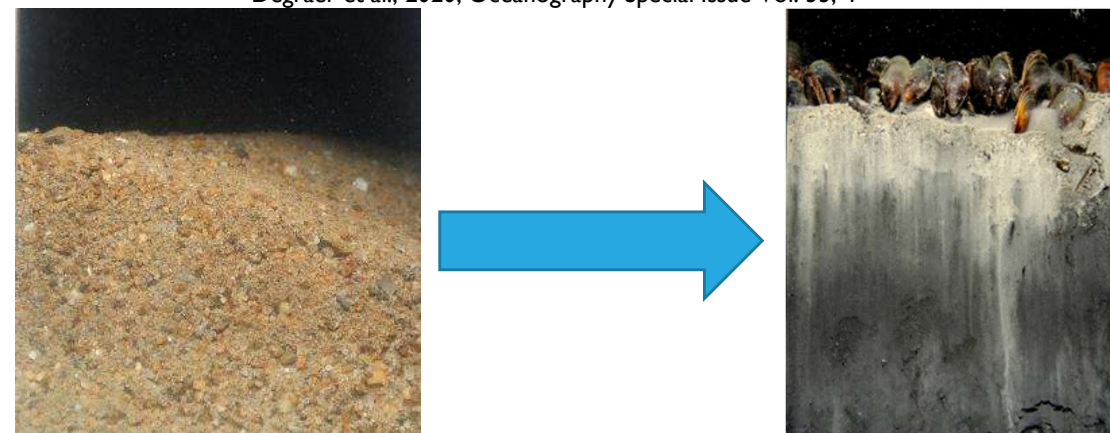 Degraer et al., 2020, Oceanography Special Issue Vol. 33, 4